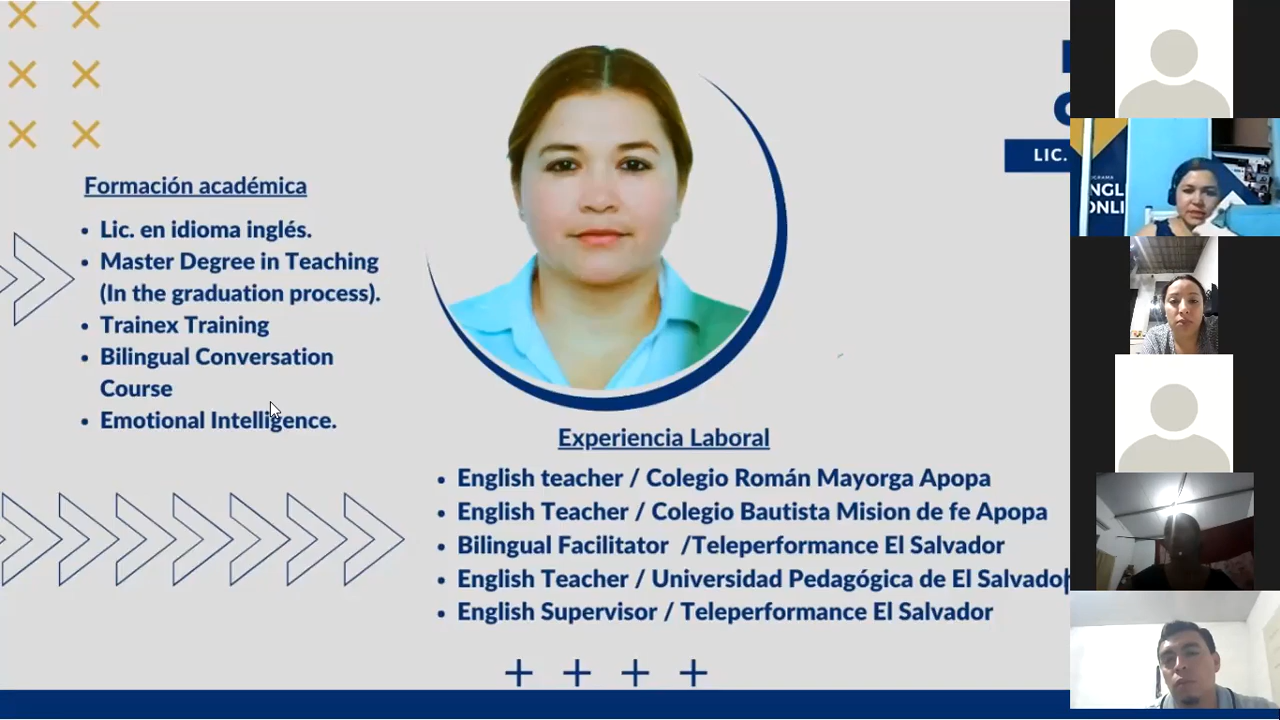 LIC.
Formación académica
• Lic. en idioma inglés.
• Master Degree in Teaching
(In the graduation process).
• Trainex Training
• Bilingual Conversation
Course
• Emotional Intelligence.
Experiencia Laboral
• English teacher / Colegio Román Mayorga Apopa
• English Teacher / Colegio Bautista Mision de fe Apopa
• Bilingual Facilitator /Teleperformance El Salvador
• English Teacher / Universidad Pedagógica de El Salvador
• English Supervisor / Teleperformance El Salvador